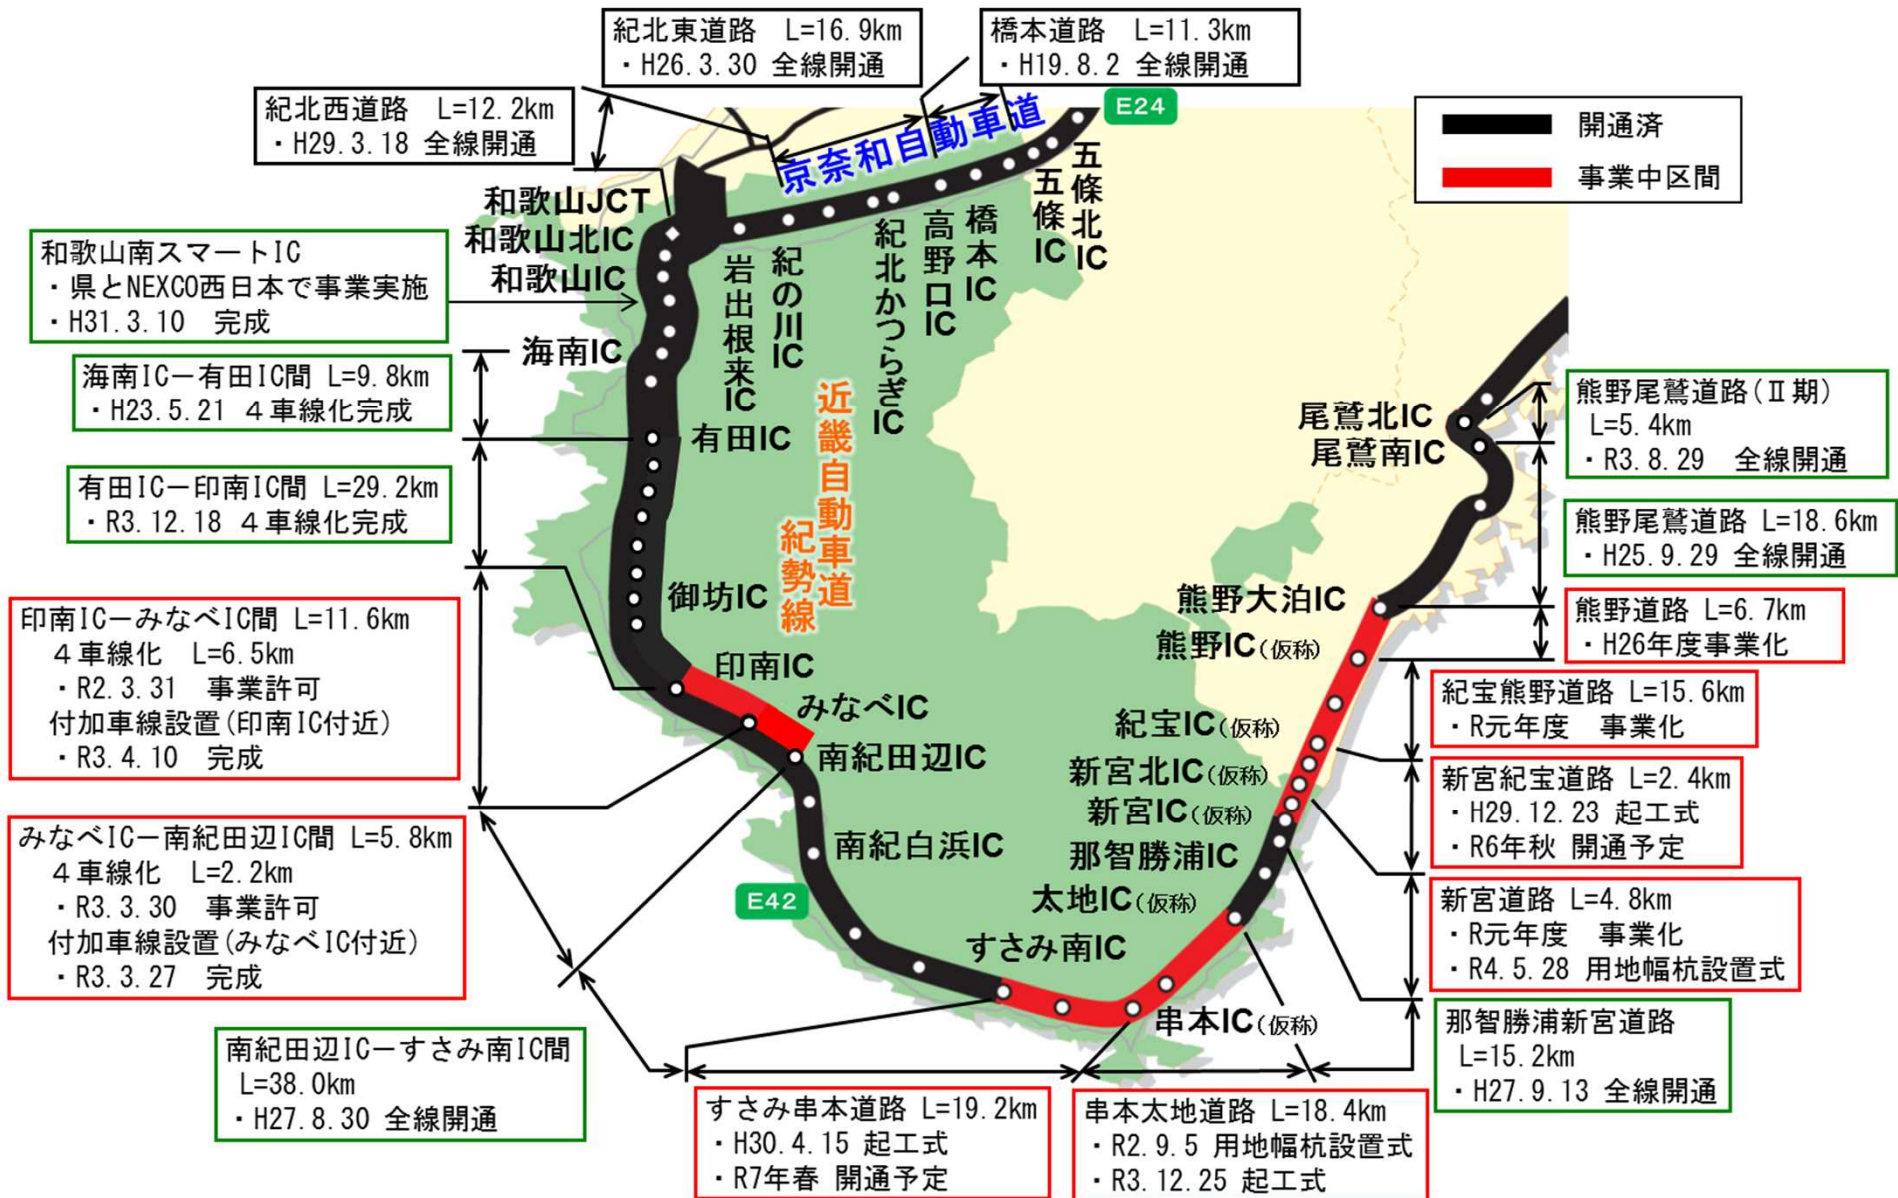 紀北東道路 L=16.9km
・H26.3.30 全線開通
橋本道路 L=11.3km
・H19.8.2 全線開通
紀北西道路 L=12.2km
・H29.3.18 全線開通
E24
京奈和自動車道
開通済
事業中区間
和歌山JCT
和歌山北IC
和歌山IC
岩出根来IC
紀の川IC
紀北かつらぎIC
高野口IC
橋本IC
五條IC
五條北IC
和歌山南スマートIC
・県とNEXCO西日本で事業実施
・H31.3.10 完成
海南IC
海南IC－有田IC間 L=9.8km
・H23.5.21 4車線化完成
有田IC
近畿自動車道
紀勢線
有田IC－印南IC間 L=29.2km
・R3.12.18 4車線化完成
御坊IC
印南IC
みなべIC
南紀田辺IC
南紀白浜IC
E42
すさみ南IC
印南IC－みなべIC間 L=11.6km
4車線化 L=6.5km
・R2.3.31 事業許可
付加車線設置(印南IC付近)
・R3.4.10 完成
みなべIC－南紀田辺IC間 L=5.8km
4車線化 L=2.2km
・R3.3.30 事業許可
付加車線設置(みなべIC付近)
・R3.3.27 完成
南紀田辺IC－すさみ南IC間
L=38.0km
・H27.8.30 全線開通
すさみ串本道路 L=19.2km
・H30.4.15 起工式
・R7年春 開通予定
串本太地道路 L=18.4km
・R2.9.5 用地幅杭設置式
・R3.12.25 起工式
尾鷲北IC
尾鷲南IC
熊野大泊IC
熊野IC(仮称)
紀宝IC(仮称)
新宮北IC(仮称)
新宮IC(仮称)
那智勝浦IC
太地IC(仮称)
串本IC(仮称)
熊野尾鷲道路(Ⅱ期)
L=5.4km
・R3.8.29 全線開通
熊野尾鷲道路 L=18.6km
・H25.9.29 全線開通
熊野道路 L=6.7km
・H26年度事業化
紀宝熊野道路 L=15.6km
・R元年度 事業化
新宮紀宝道路 L=2.4km
・H29.12.23 起工式
・R6年秋 開通予定
新宮道路 L=4.8km
・R元年度 事業化
・R4.5.28 用地幅杭設置式
那智勝浦新宮道路
L=15.2km
・H27.9.13 全線開通